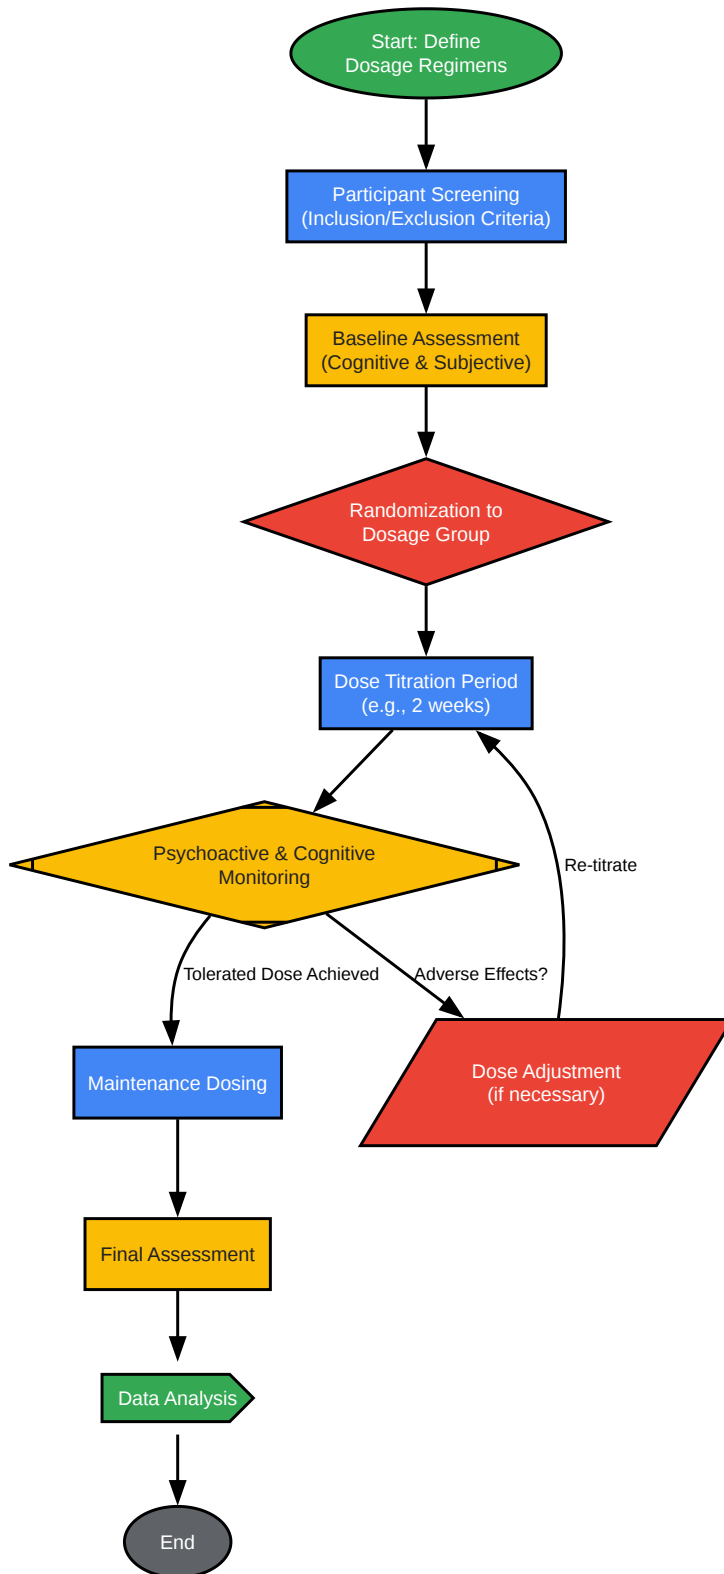 Start: Define
Dosage Regimens
Participant Screening
(Inclusion/Exclusion Criteria)
Baseline Assessment
(Cognitive & Subjective)
Randomization to
Dosage Group
Dose Titration Period
(e.g., 2 weeks)
Psychoactive & Cognitive
Monitoring
Re-titrate
Tolerated Dose Achieved
Adverse Effects?
Maintenance Dosing
Dose Adjustment
(if necessary)
Final Assessment
Data Analysis
End